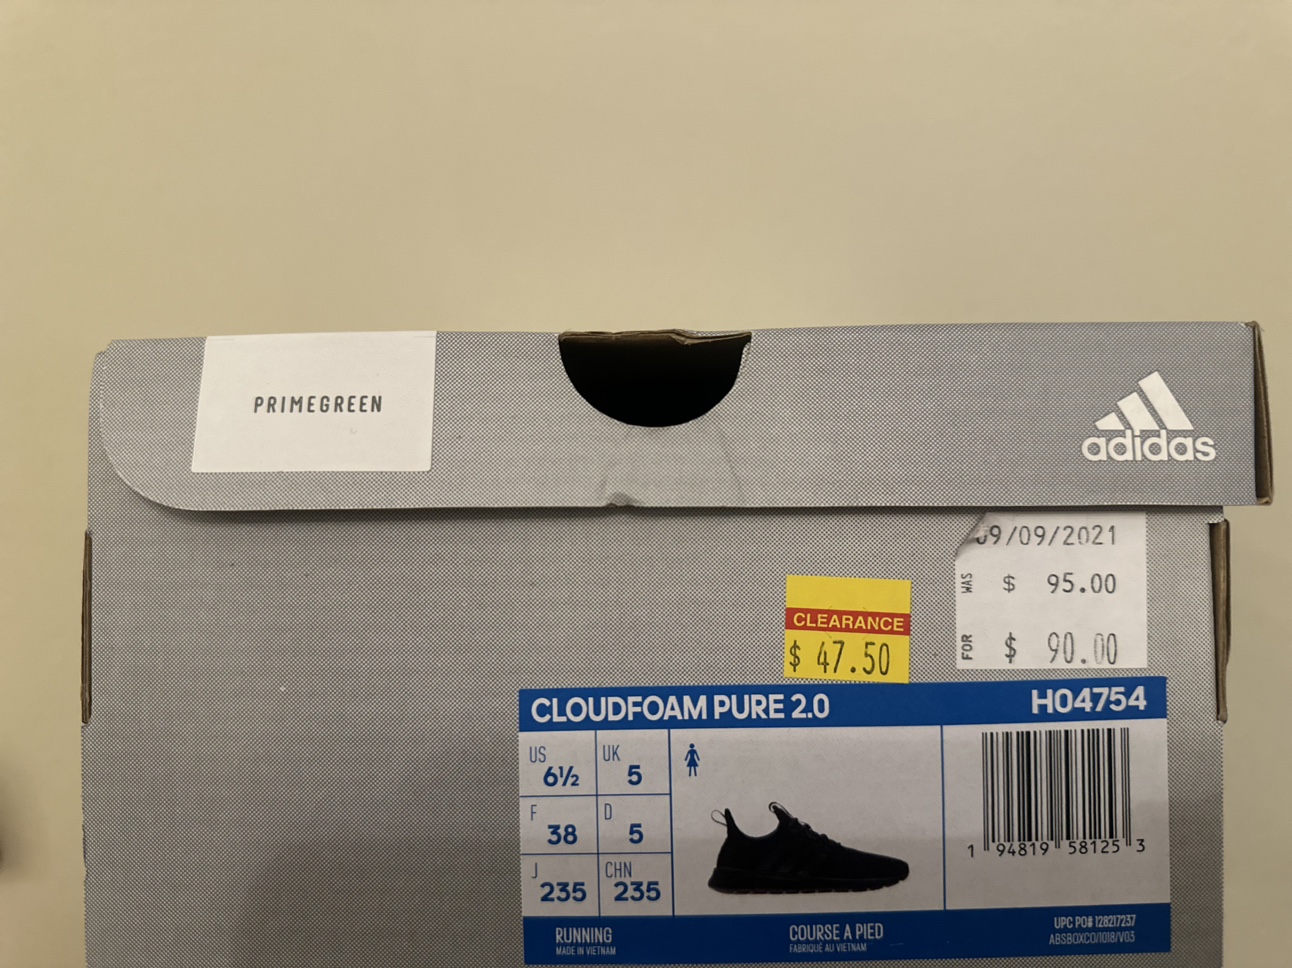 PRIMEGREEN
adidas
09/09/2021
WAS $ 95.00
FOR $ 90.00
CLEARANCE
$ 47.50
CLOUDFOAM PURE 2.0
H04754
US 6½
UK 5
F 38
D 5
J 235
CHN 235
1 94819 58125 3
RUNNING
MADE IN VIETNAM
COURSE A PIED
FABRIQUÉ AU VIETNAM
UPC PO# 128217237
ABSBOXCO/1018/V03